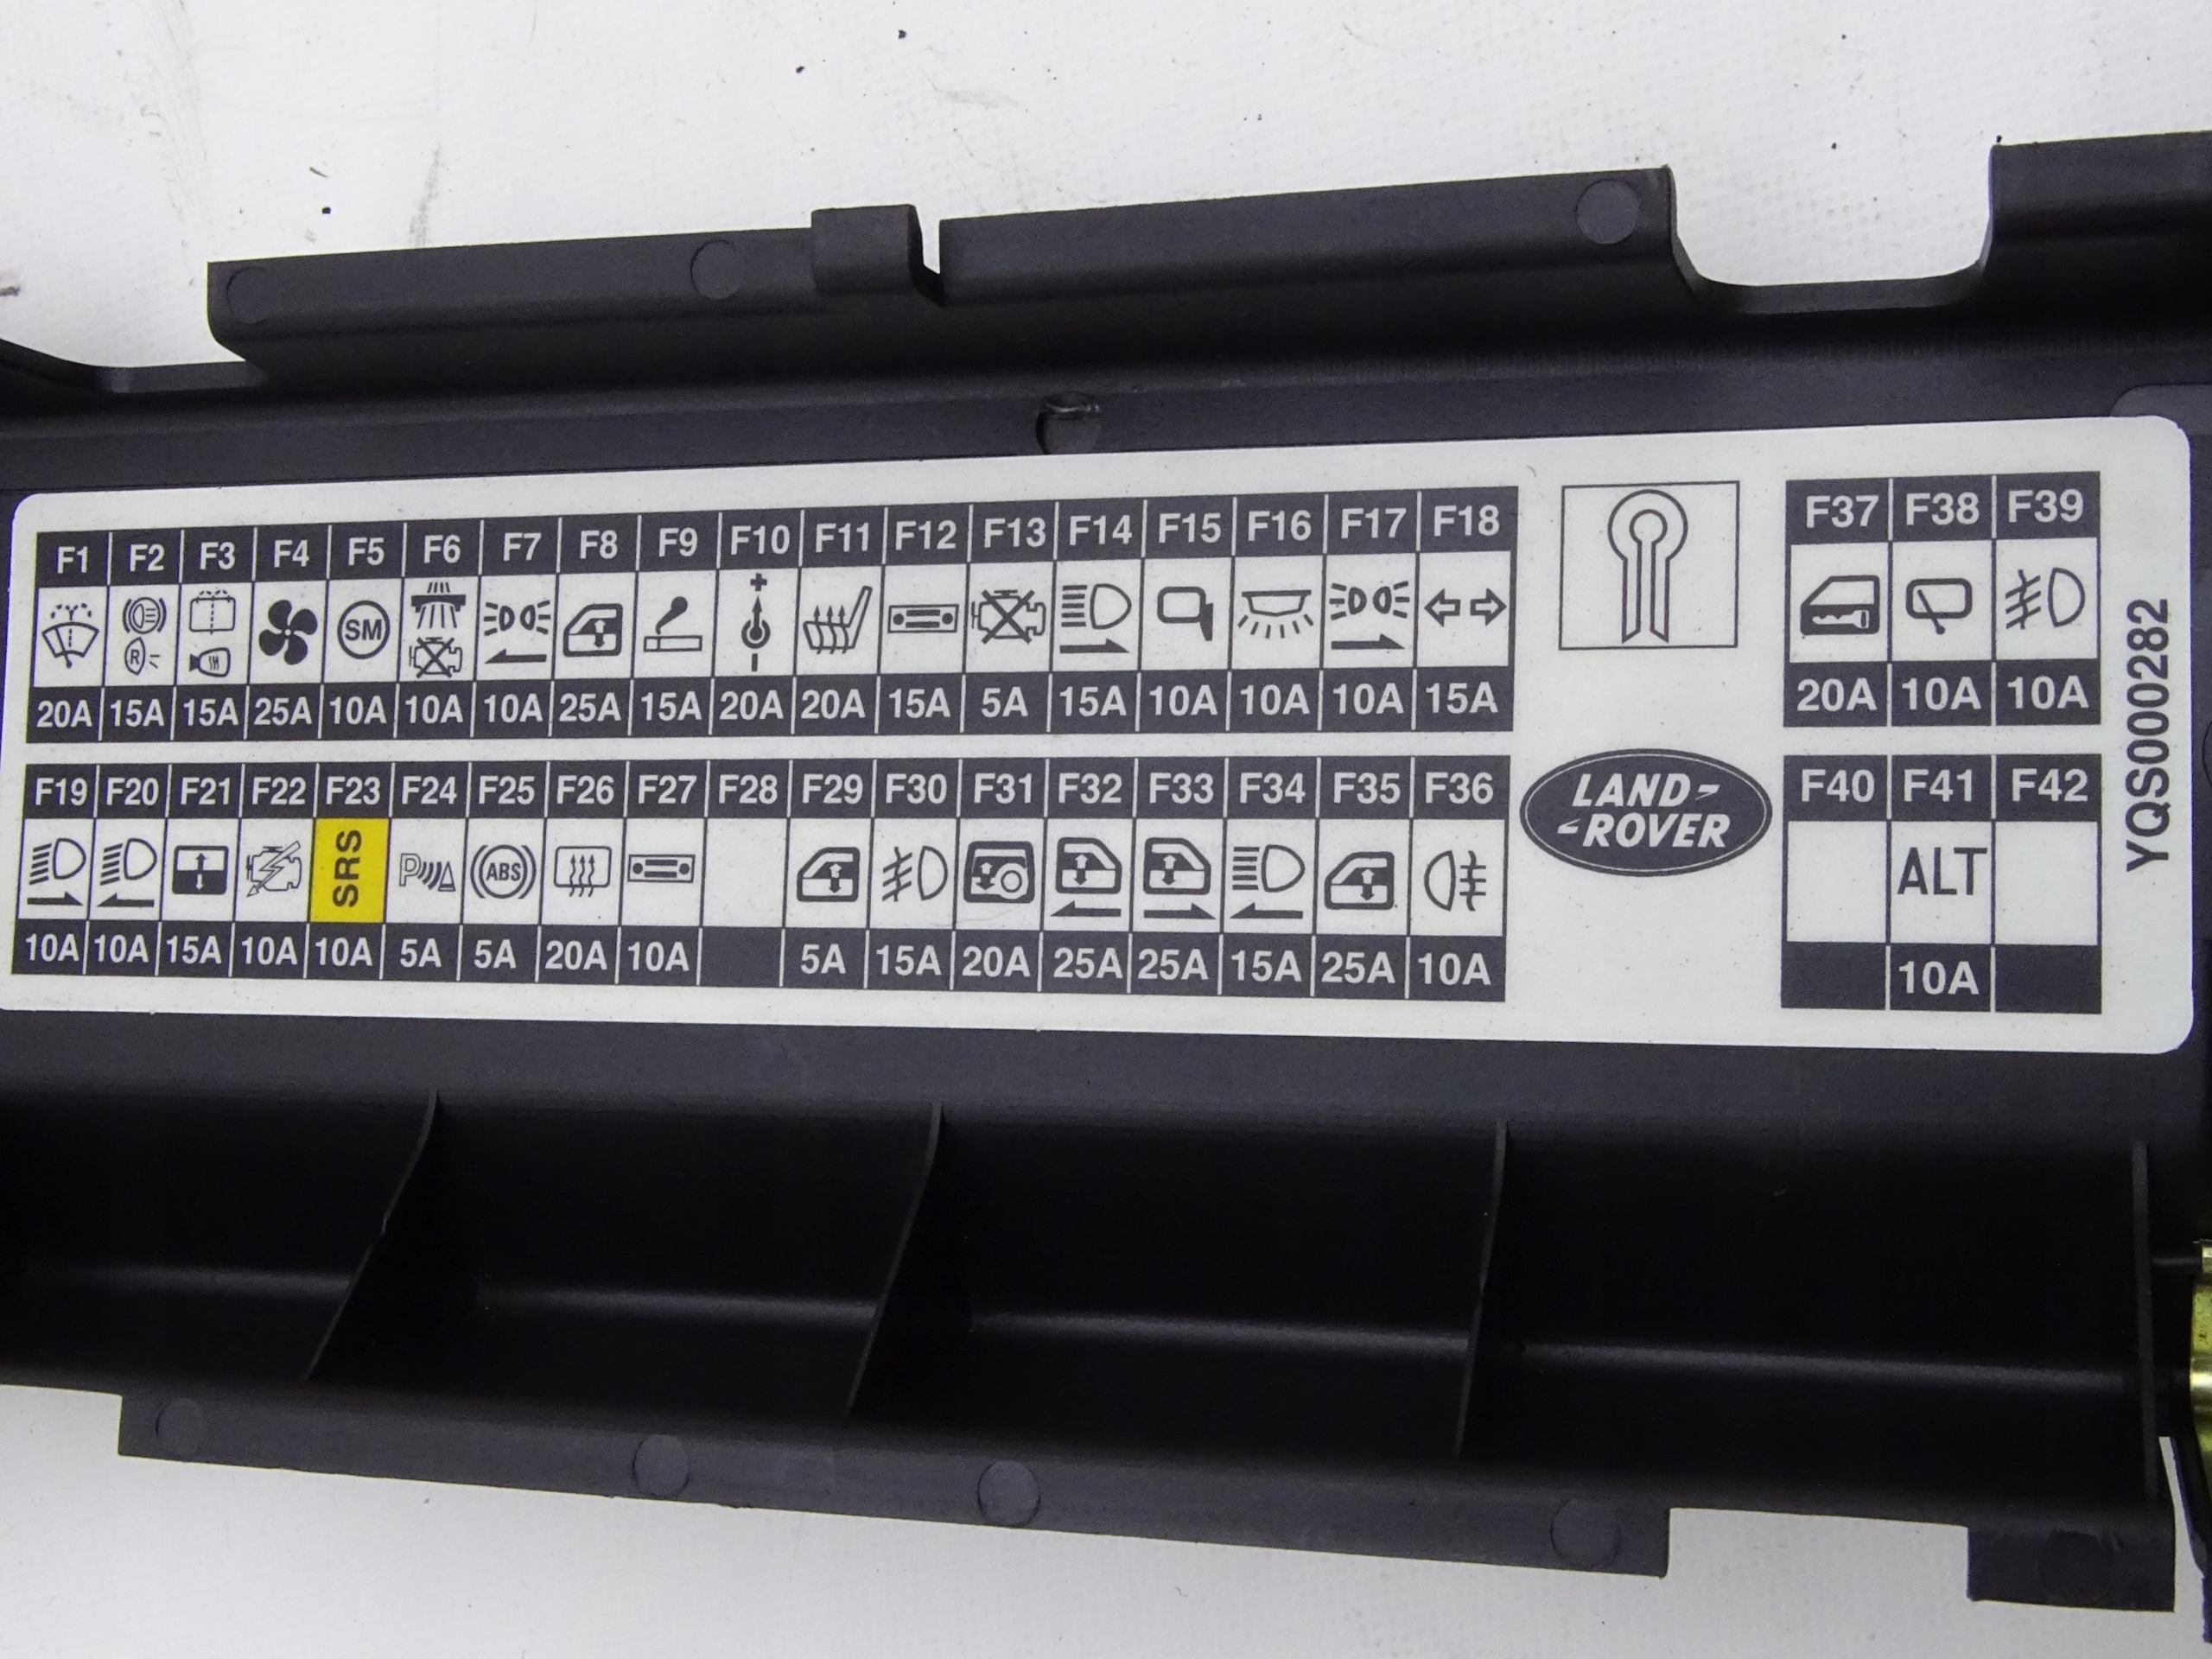 F1 F2 F3 F4 F5 F6 F7 F8 F9 F10 F11 F12 F13 F14 F15 F16 F17 F18
R SM
20A 15A 15A 25A 10A 10A 10A 25A 15A 20A 20A 15A 5A 15A 10A 10A 10A 15A
F19 F20 F21 F22 F23 F24 F25 F26 F27 F28 F29 F30 F31 F32 F33 F34 F35 F36
SRS P ABS
10A 10A 15A 10A 10A 5A 5A 20A 10A 5A 15A 20A 25A 25A 15A 25A 10A
LAND-
-ROVER
F37 F38 F39
20A 10A 10A
F40 F41 F42
ALT
10A
YQS000282